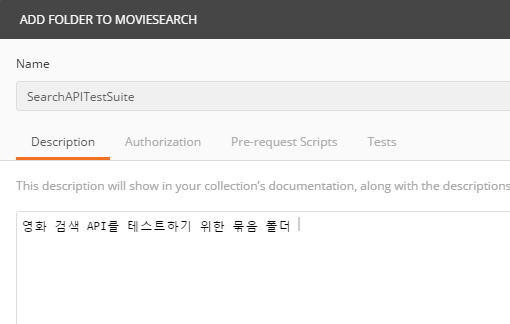 ADD FOLDER TO MOVIESEARCH
Name
SearchAPITestSuite
Description Authorization Pre-request Scripts Tests
This description will show in your collection's documentation, along with the descriptions
영화 검색 API를 테스트하기 위한 묶음 폴더